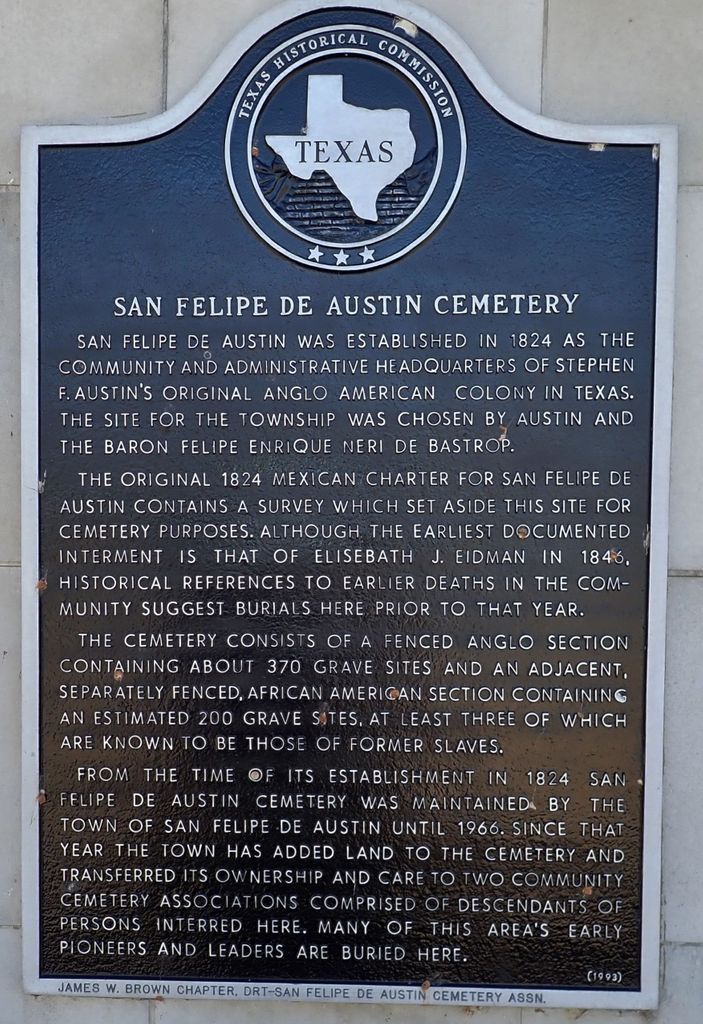 TEXAS HISTORICAL COMMISSION
TEXAS
SAN FELIPE DE AUSTIN CEMETERY
SAN FELIPE DE AUSTIN WAS ESTABLISHED IN 1824 AS THE
COMMUNITY AND ADMINISTRATIVE HEADQUARTERS OF STEPHEN
F. AUSTIN'S ORIGINAL ANGLO AMERICAN COLONY IN TEXAS.
THE SITE FOR THE TOWNSHIP WAS CHOSEN BY AUSTIN AND
THE BARON FELIPE ENRIQUE NERI DE BASTROP.
THE ORIGINAL 1824 MEXICAN CHARTER FOR SAN FELIPE DE
AUSTIN CONTAINS A SURVEY WHICH SET ASIDE THIS SITE FOR
CEMETERY PURPOSES. ALTHOUGH THE EARLIEST DOCUMENTED
INTERMENT IS THAT OF ELISEBATH J. EIDMAN IN 1846,
HISTORICAL REFERENCES TO EARLIER DEATHS IN THE COM-
MUNITY SUGGEST BURIALS HERE PRIOR TO THAT YEAR.
THE CEMETERY CONSISTS OF A FENCED ANGLO SECTION
CONTAINING ABOUT 370 GRAVE SITES AND AN ADJACENT,
SEPARATELY FENCED, AFRICAN AMERICAN SECTION CONTAINING
AN ESTIMATED 200 GRAVE SITES, AT LEAST THREE OF WHICH
ARE KNOWN TO BE THOSE OF FORMER SLAVES.
FROM THE TIME OF ITS ESTABLISHMENT IN 1824 SAN
FELIPE DE AUSTIN CEMETERY WAS MAINTAINED BY THE
TOWN OF SAN FELIPE DE AUSTIN UNTIL 1966. SINCE THAT
YEAR THE TOWN HAS ADDED LAND TO THE CEMETERY AND
TRANSFERRED ITS OWNERSHIP AND CARE TO TWO COMMUNITY
CEMETERY ASSOCIATIONS COMPRISED OF DESCENDANTS OF
PERSONS INTERRED HERE. MANY OF THIS AREA'S EARLY
PIONEERS AND LEADERS ARE BURIED HERE.
(1993)
JAMES W. BROWN CHAPTER, DRT-SAN FELIPE DE AUSTIN CEMETERY ASSN.